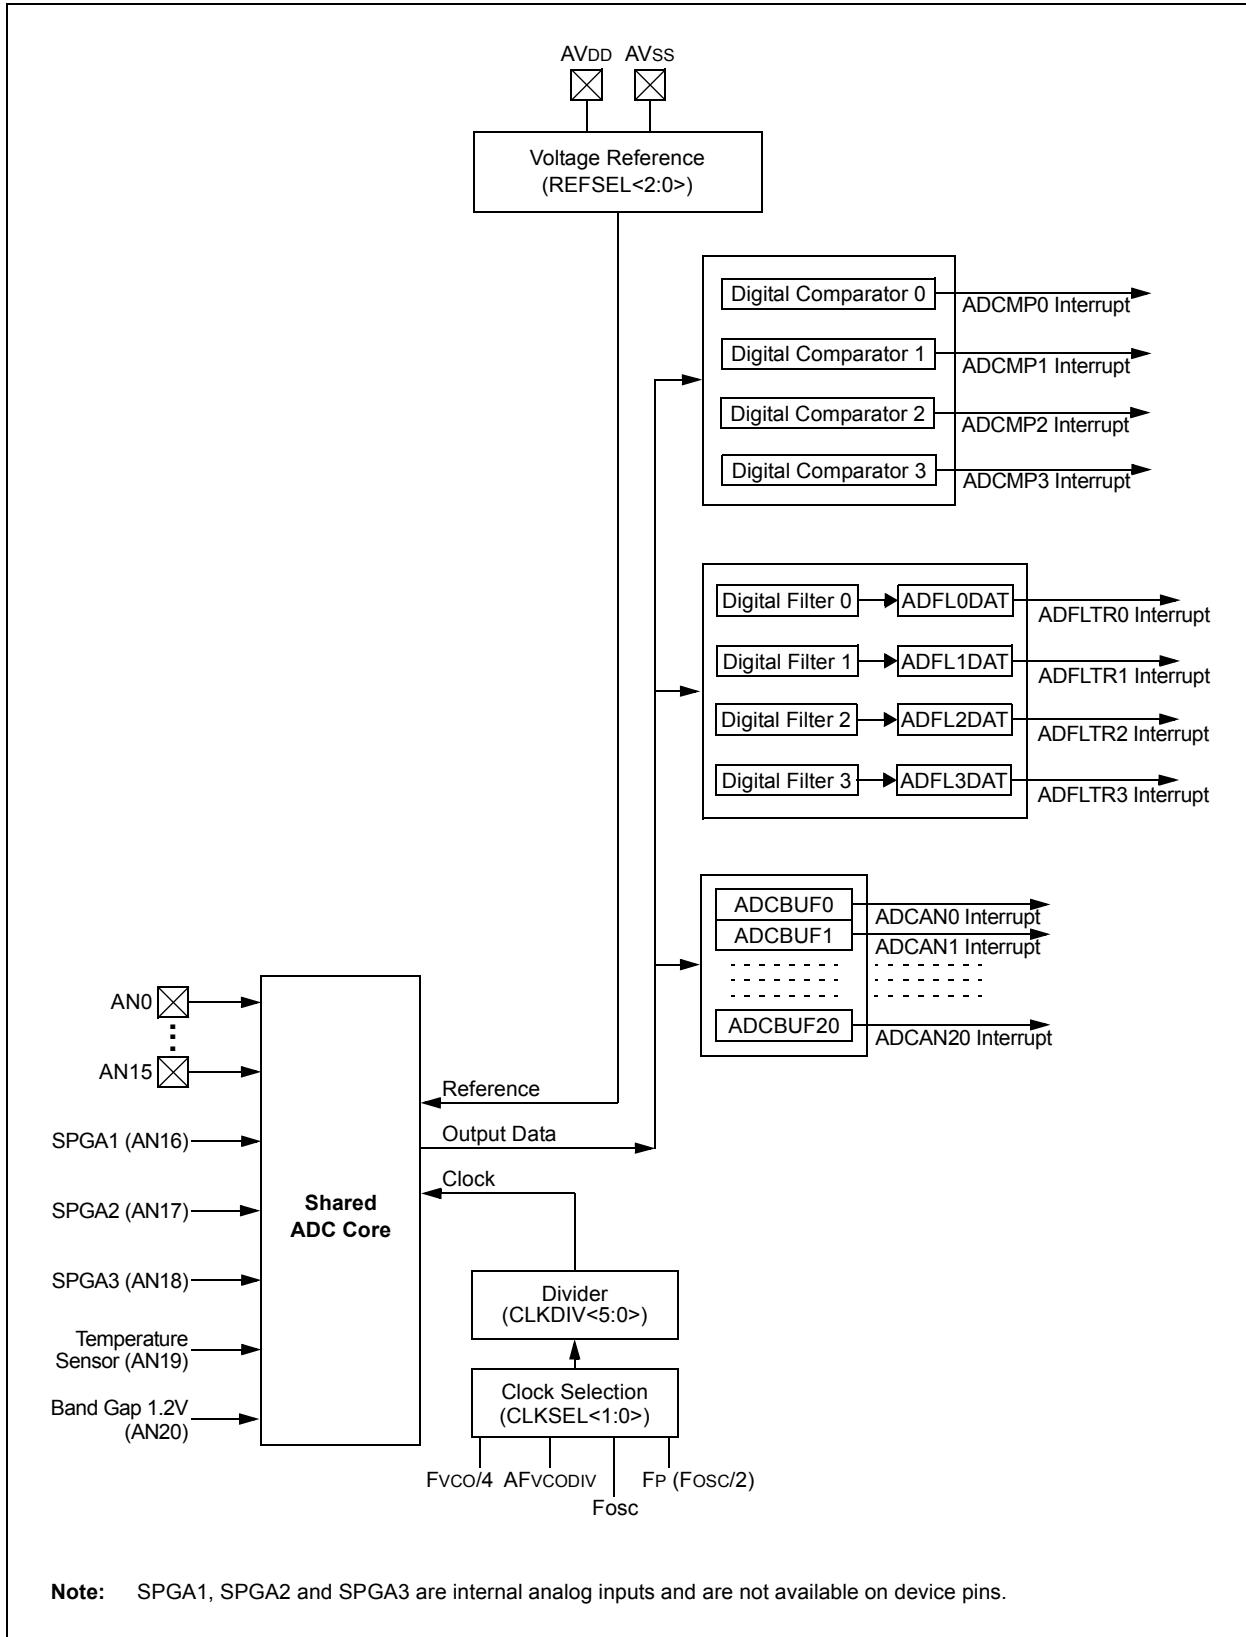 AVDD AVSS
Voltage Reference
(REFSEL<2:0>)
Digital Comparator 0
ADCMP0 Interrupt
Digital Comparator 1
ADCMP1 Interrupt
Digital Comparator 2
ADCMP2 Interrupt
Digital Comparator 3
ADCMP3 Interrupt
Digital Filter 0
ADFL0DAT
ADFLTR0 Interrupt
Digital Filter 1
ADFL1DAT
ADFLTR1 Interrupt
Digital Filter 2
ADFL2DAT
ADFLTR2 Interrupt
Digital Filter 3
ADFL3DAT
ADFLTR3 Interrupt
ADCBUF0
ADCAN0 Interrupt
ADCBUF1
ADCAN1 Interrupt
ADCBUF20
ADCAN20 Interrupt
AN0
AN15
SPGA1 (AN16)
SPGA2 (AN17)
SPGA3 (AN18)
Temperature
Sensor (AN19)
Band Gap 1.2V
(AN20)
Shared
ADC Core
Reference
Output Data
Clock
Divider
(CLKDIV<5:0>)
Clock Selection
(CLKSEL<1:0>)
FVCO/4 AFVCODIV
Fosc
FP (FOSC/2)
Note: SPGA1, SPGA2 and SPGA3 are internal analog inputs and are not available on device pins.